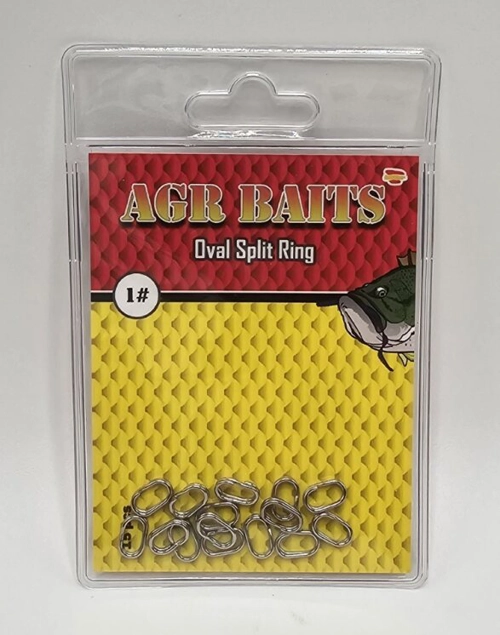 AGR BAITS
Oval Split Ring
1#